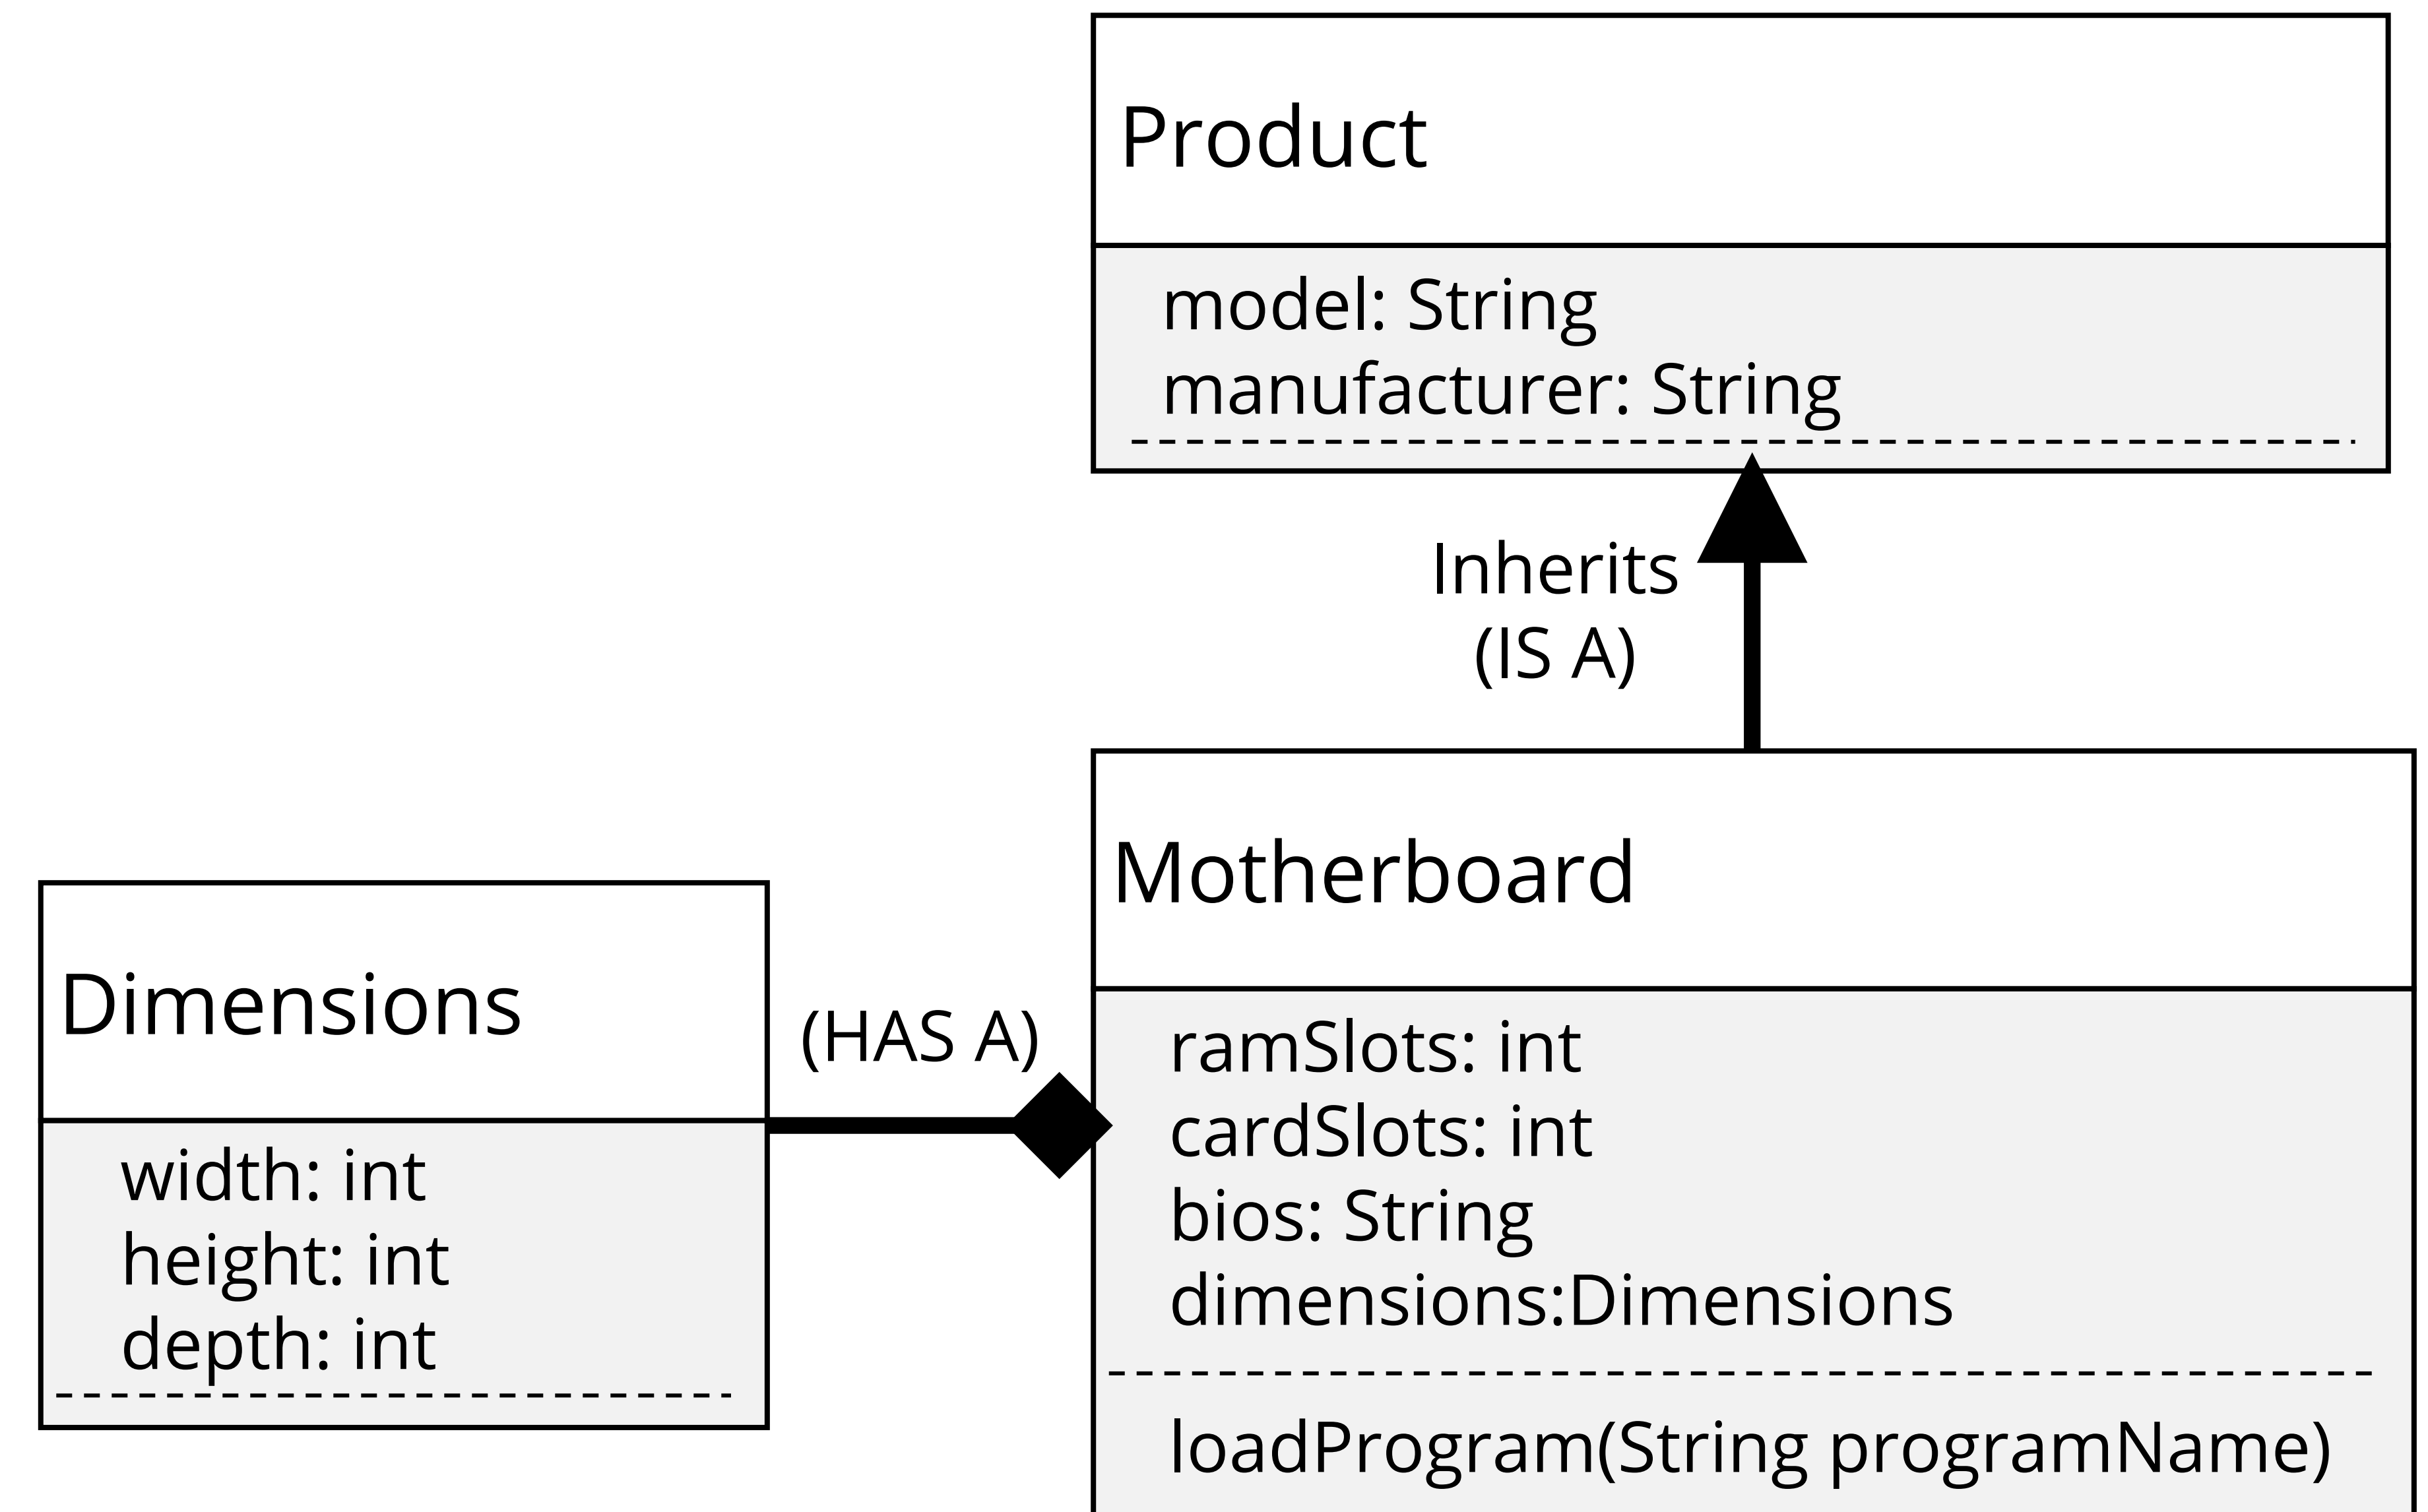 Product
model: String
manufacturer: String
Inherits
(IS A)
Motherboard
ramSlots: int
cardSlots: int
bios: String
dimensions:Dimensions
loadProgram(String programName)
(HAS A)
Dimensions
width: int
height: int
depth: int